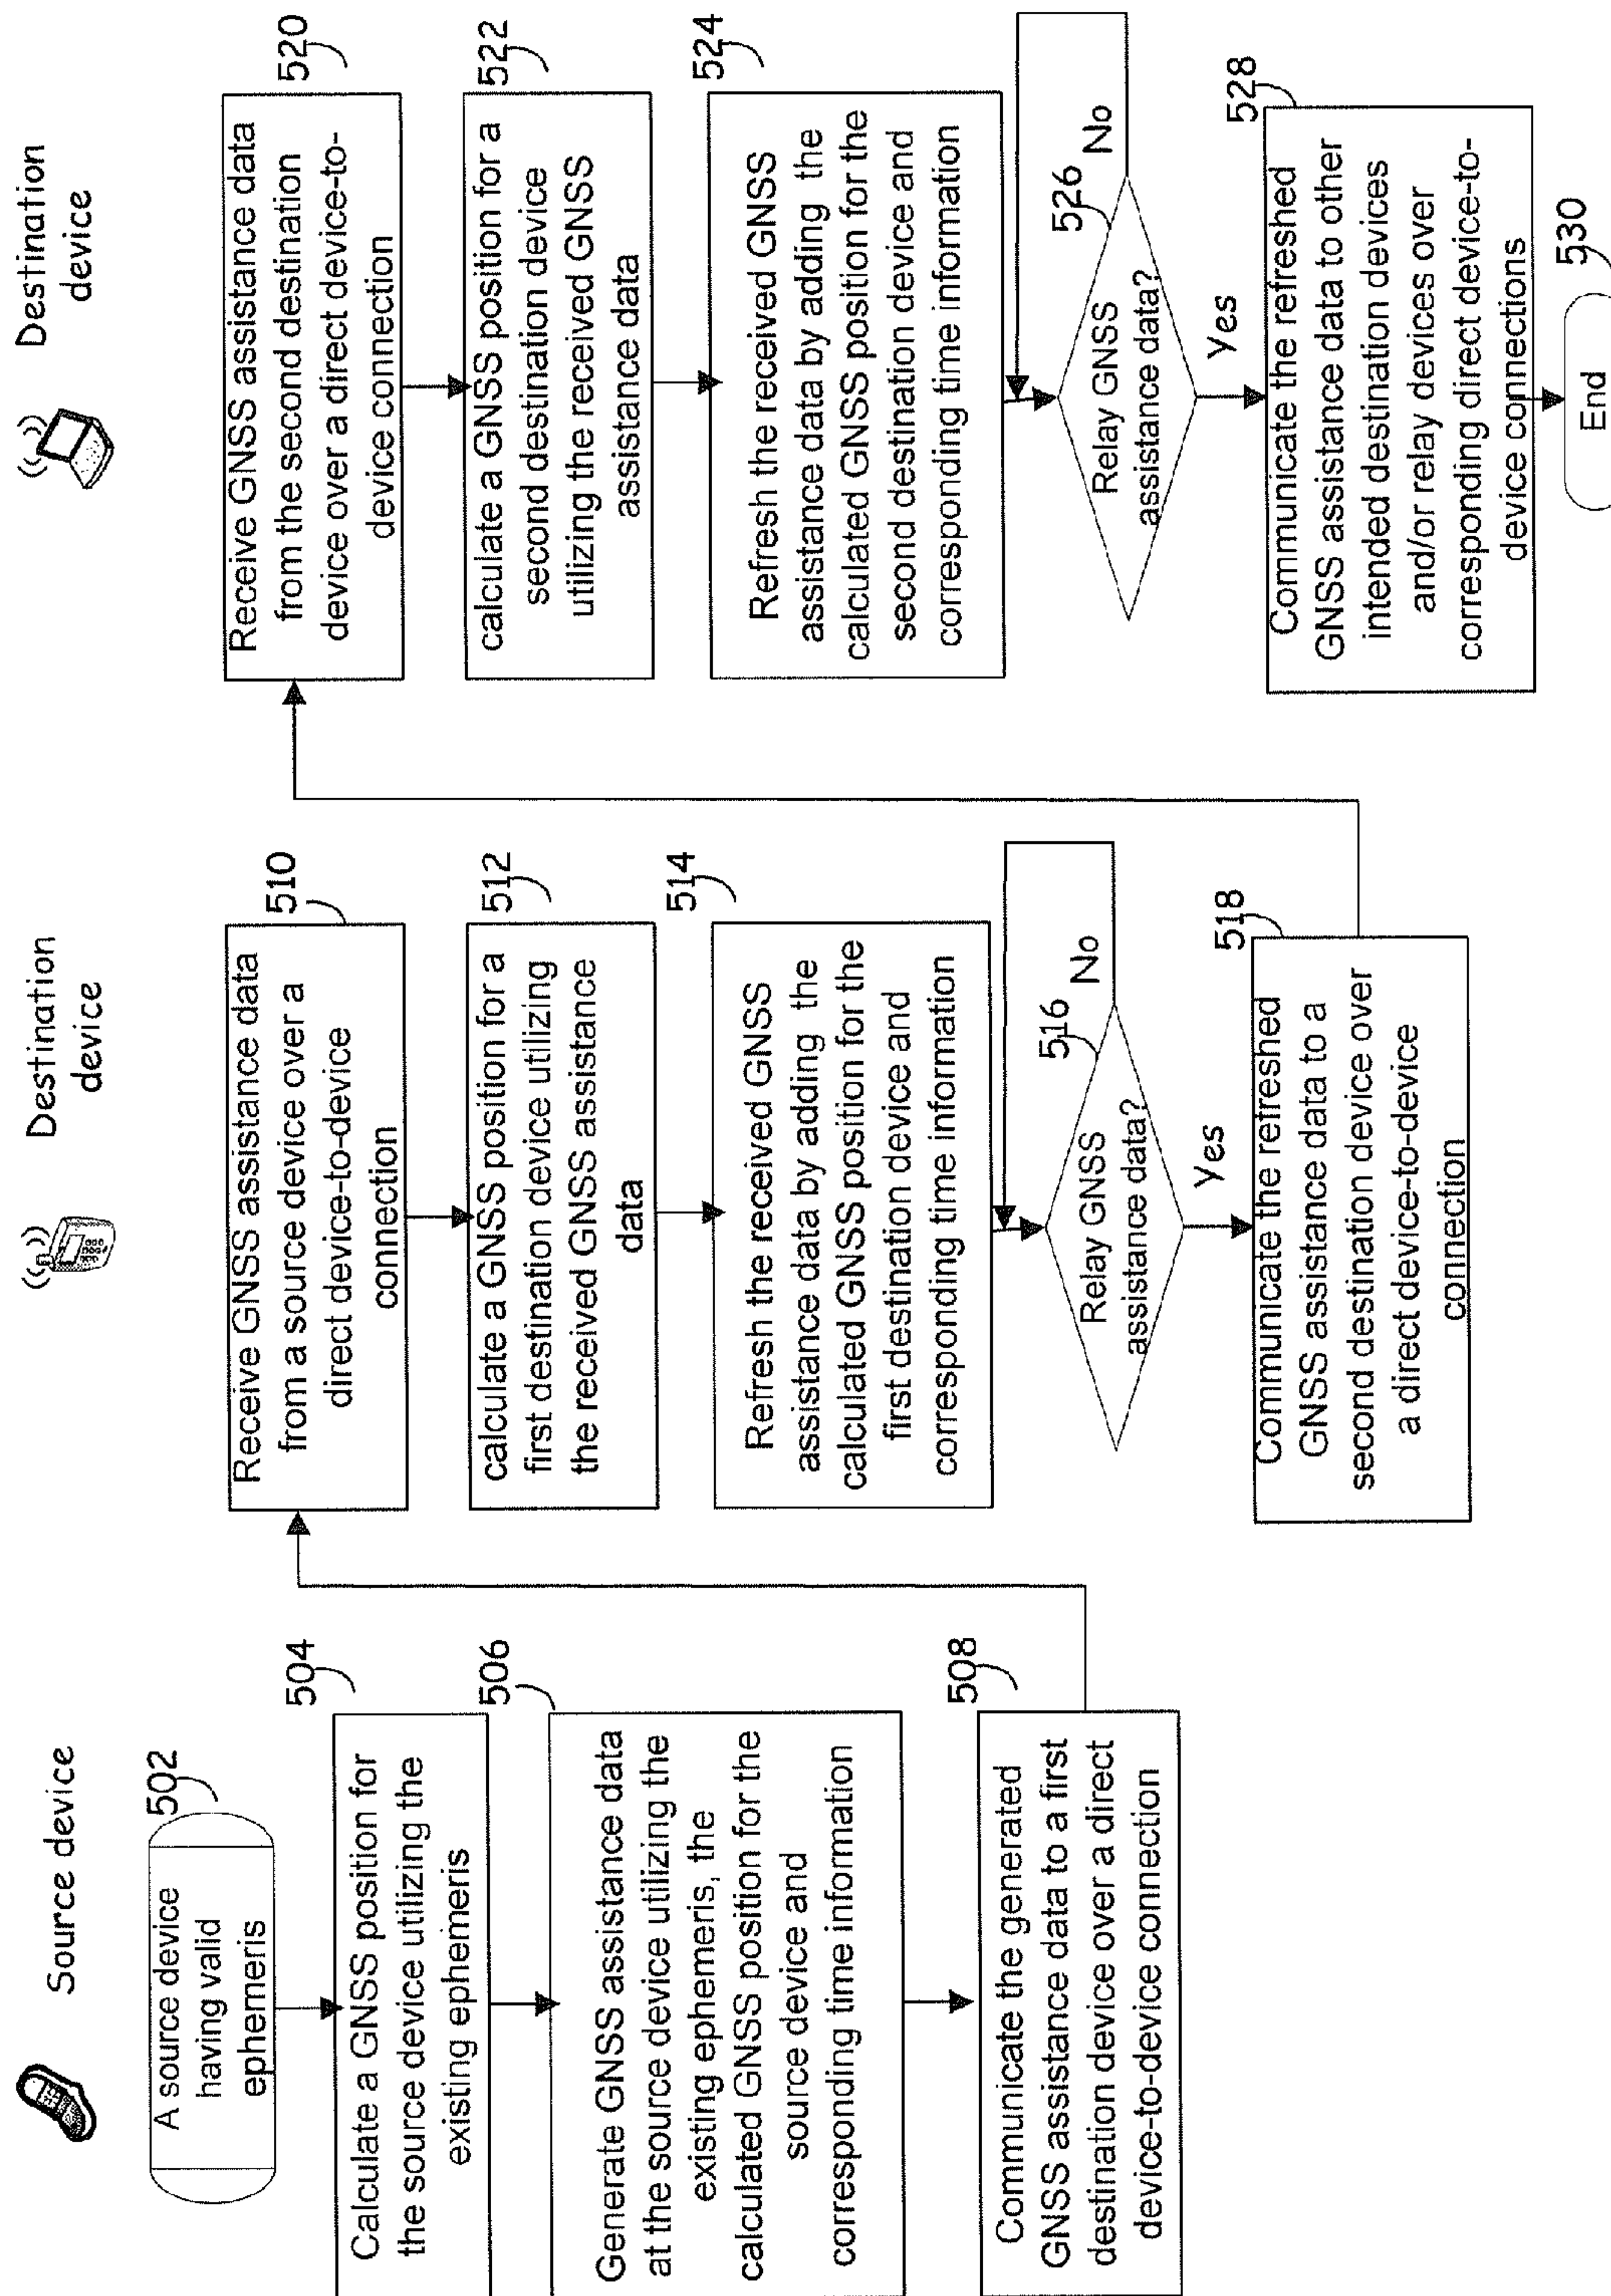 Source device
502
A source device
having valid
ephemeris
504
Calculate a GNSS position for
the source device utilizing the
existing ephemeris
506
Generate GNSS assistance data
at the source device utilizing the
existing ephemeris, the
calculated GNSS position for the
source device and
corresponding time information
508
Communicate the generated
GNSS assistance data to a first
destination device over a direct
device-to-device connection
Destination
device
510
Receive GNSS assistance data
from a source device over a
direct device-to-device
connection
512
calculate a GNSS position for a
first destination device utilizing
the received GNSS assistance
data
514
Refresh the received GNSS
assistance data by adding the
calculated GNSS position for the
first destination device and
corresponding time information
516
No
Relay GNSS
assistance data?
Yes
518
Communicate the refreshed
GNSS assistance data to a
second destination device over
a direct device-to-device
connection
Destination
device
520
Receive GNSS assistance data
from the second destination
device over a direct device-to-
device connection
522
calculate a GNSS position for a
second destination device
utilizing the received GNSS
assistance data
524
Refresh the received GNSS
assistance data by adding the
calculated GNSS position for the
second destination device and
corresponding time information
526
No
Relay GNSS
assistance data?
Yes
528
Communicate the refreshed
GNSS assistance data to other
intended destination devices
and/or relay devices over
corresponding direct device-to-
device connections
530
End